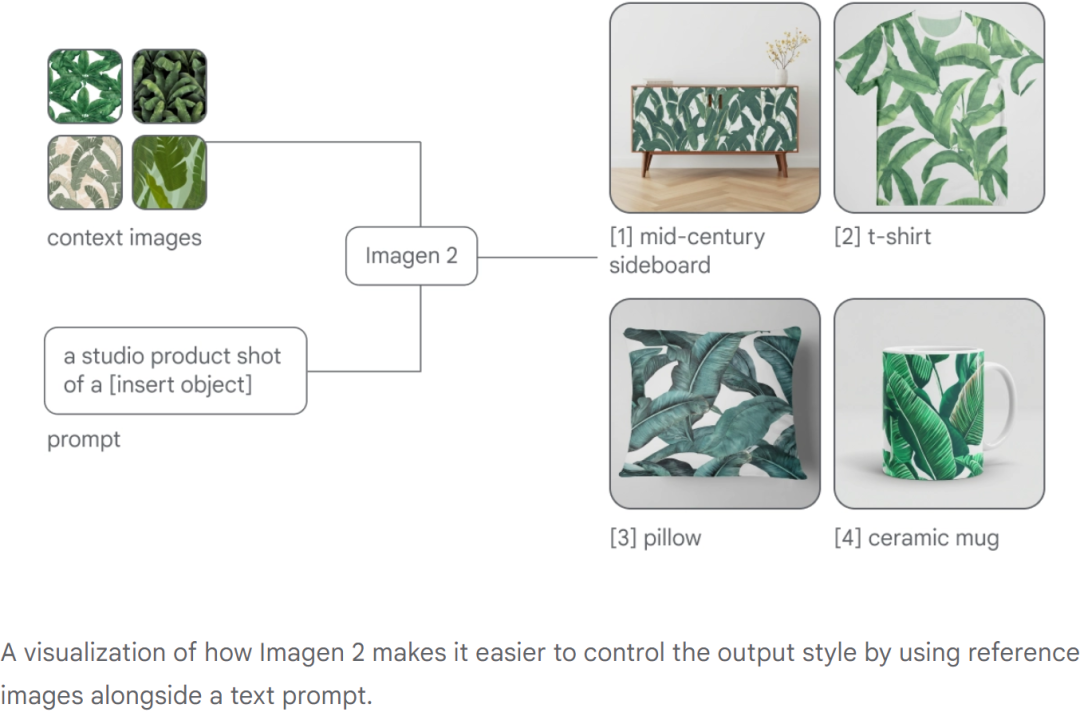 context images
Imagen 2
a studio product shot
of a [insert object]
prompt
[1] mid-century
sideboard
[2] t-shirt
[3] pillow
[4] ceramic mug
A visualization of how Imagen 2 makes it easier to control the output style by using reference
images alongside a text prompt.